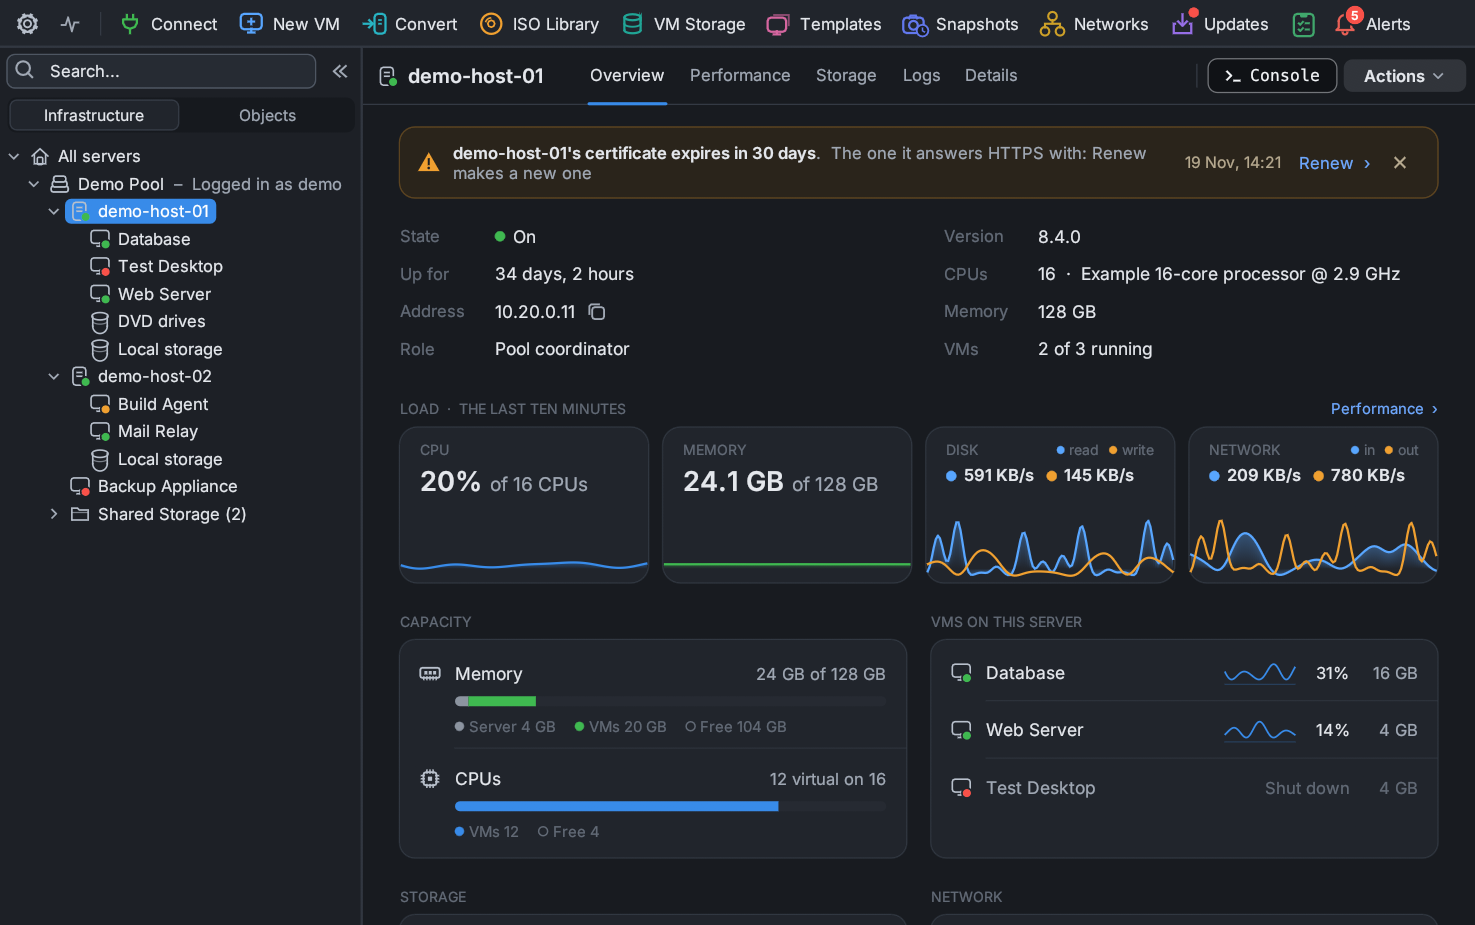 Connect
New VM
Convert
ISO Library
VM Storage
Templates
Snapshots
Networks
Updates
5
Alerts
Search...
Infrastructure
Objects
All servers
Demo Pool – Logged in as demo
demo-host-01
Database
Test Desktop
Web Server
DVD drives
Local storage
demo-host-02
Build Agent
Mail Relay
Local storage
Backup Appliance
Shared Storage (2)
demo-host-01
Overview
Performance
Storage
Logs
Details
>_ Console
Actions
demo-host-01's certificate expires in 30 days. The one it answers HTTPS with: Renew
makes a new one
19 Nov, 14:21
Renew ›
State
On
Up for
34 days, 2 hours
Address
10.20.0.11
Role
Pool coordinator
Version
8.4.0
CPUs
16 · Example 16-core processor @ 2.9 GHz
Memory
128 GB
VMs
2 of 3 running
LOAD · THE LAST TEN MINUTES
Performance ›
CPU
20% of 16 CPUs
MEMORY
24.1 GB of 128 GB
DISK
read write
591 KB/s 145 KB/s
NETWORK
in out
209 KB/s 780 KB/s
CAPACITY
Memory
24 GB of 128 GB
Server 4 GB VMs 20 GB Free 104 GB
CPUs
12 virtual on 16
VMs 12 Free 4
VMS ON THIS SERVER
Database 31% 16 GB
Web Server 14% 4 GB
Test Desktop Shut down 4 GB
STORAGE
NETWORK